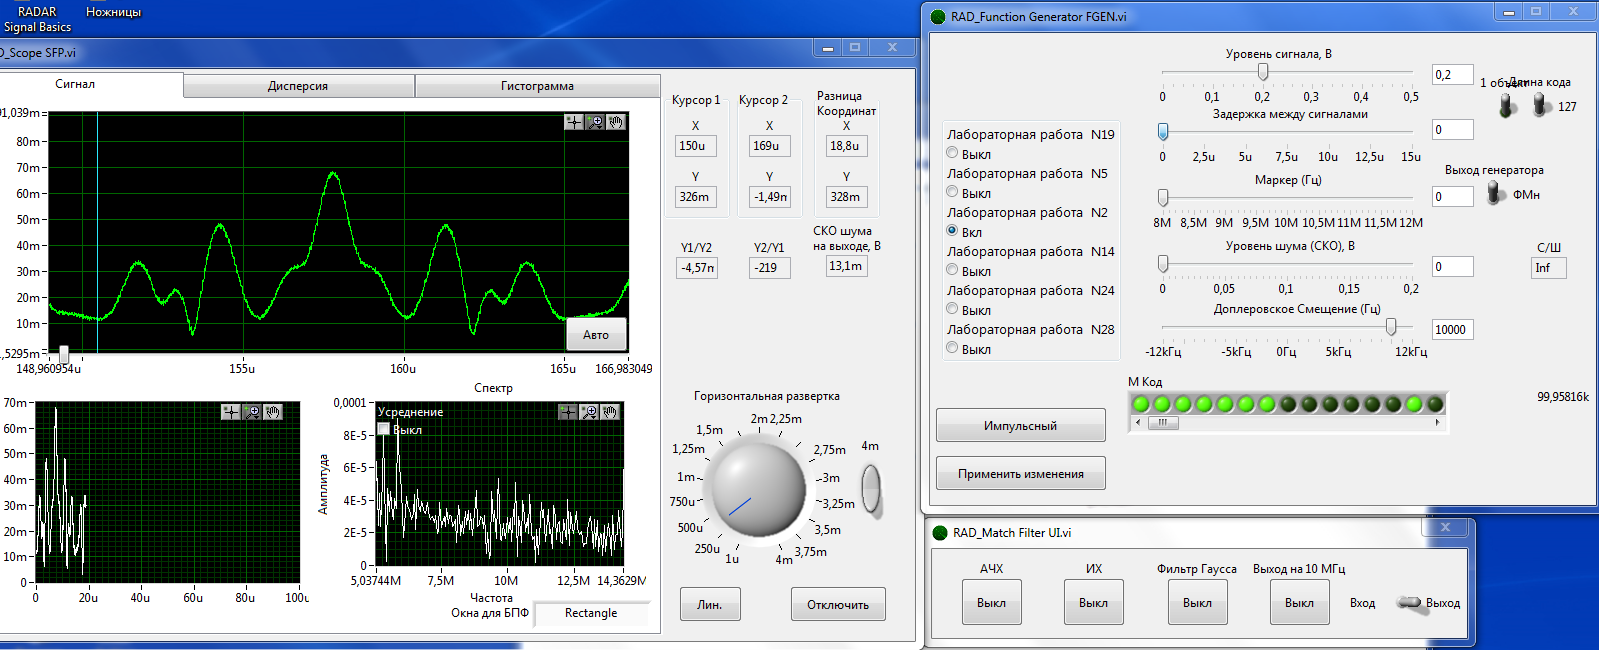 RADAR
Signal Basics
Ножницы
D_Scope SFP.vi
Сигнал
Дисперсия
Гистограмма
91,039m
80m
70m
60m
50m
40m
30m
20m
10m
,5295m
148,960954u
155u
160u
165u
166,983049
Авто
Спектр
70m
60m
50m
40m
30m
20m
10m
0
0
20u
40u
60u
80u
100u
0,0001
8E-5
6E-5
4E-5
2E-5
0
Амплитуда
Усреднение
Выкл
5,03744M
7,5M
10M
12,5M
14,3629M
Частота
Окна для БПФ
Rectangle
Курсор 1
X
150u
Y
326m
Курсор 2
X
169u
Y
-1,49m
Разница
Координат
X
18,8u
Y
328m
Y1/Y2
-4,57m
Y2/Y1
-219
СКО шума
на выходе, В
13,1m
Горизонтальная развертка
1u
250u
500u
750u
1m
1,25m
1,5m
2m
2,25m
2,75m
3m
3,25m
3,5m
3,75m
4m
4m
Лин.
Отключить
RAD_Function Generator FGEN.vi
Лабораторная работа N19
Выкл
Лабораторная работа N5
Выкл
Лабораторная работа N2
Вкл
Лабораторная работа N14
Выкл
Лабораторная работа N24
Выкл
Лабораторная работа N28
Выкл
Импульсный
Применить изменения
Уровень сигнала, В
0 0,1 0,2 0,3 0,4 0,5
0,2
Задержка между сигналами
0 2,5u 5u 7,5u 10u 12,5u 15u
0
Маркер (Гц)
8M 8,5M 9M 9,5M 10M 10,5M 11M 11,5M 12M
0
Уровень шума (СКО), В
0 0,05 0,1 0,15 0,2
0
Доплеровское Смещение (Гц)
-12кГц -5кГц 0Гц 5кГц 12кГц
10000
1 объект
Длина кода
127
Выход генератора
ФМн
С/Ш
Inf
М Код
99,95816k
RAD_Match Filter UI.vi
АЧХ
Выкл
ИХ
Выкл
Фильтр Гаусса
Выкл
Выход на 10 МГц
Выкл
Вход
Выход